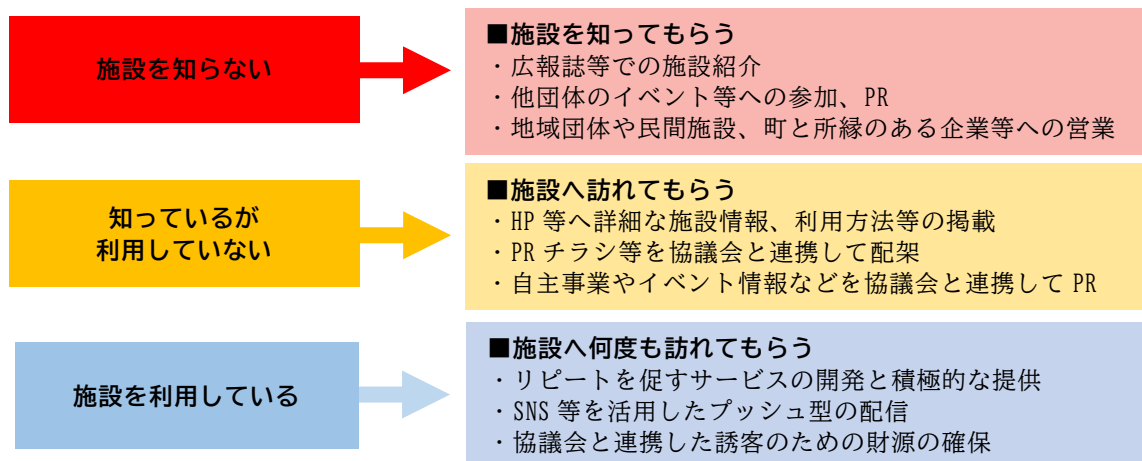 施設を知らない
■施設を知ってもらう
・広報誌等での施設紹介
・他団体のイベント等への参加、PR
・地域団体や民間施設、町と所縁のある企業等への営業
知っているが
利用していない
■施設へ訪れてもらう
・HP 等へ詳細な施設情報、利用方法等の掲載
・PR チラシ等を協議会と連携して配架
・自主事業やイベント情報などを協議会と連携して PR
施設を利用している
■施設へ何度も訪れてもらう
・リピートを促すサービスの開発と積極的な提供
・SNS 等を活用したプッシュ型の配信
・協議会と連携した誘客のための財源の確保